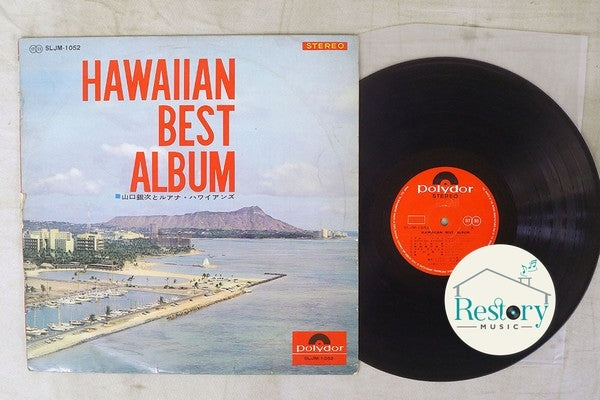 SLJM-1052
STEREO
HAWAIIAN
BEST
ALBUM
山口銀次とルアナ・ハワイアンズ
polydor
SLJM-1052
polydor
STEREO
HAWAIIAN BEST ALBUM
Restory
MUSIC